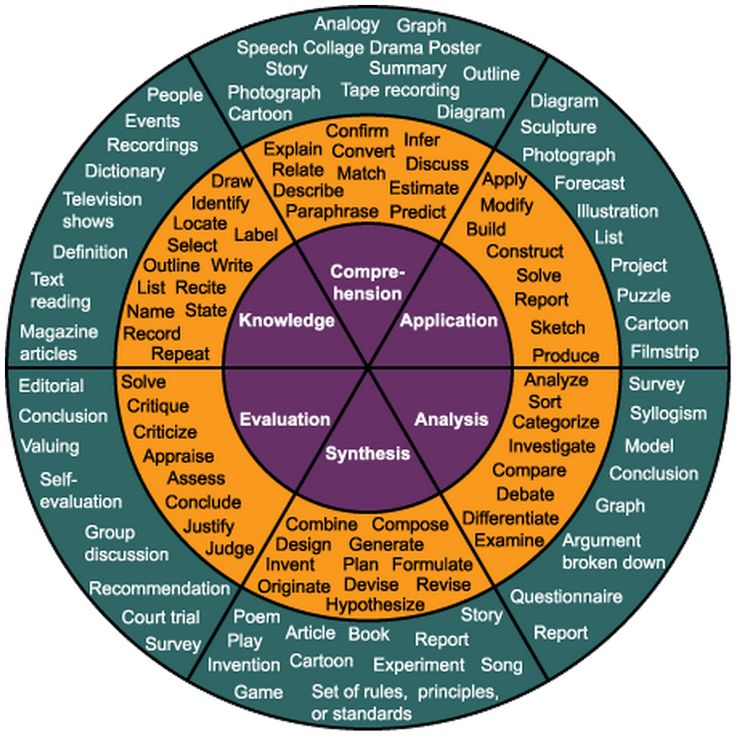 Comprehension
Analogy Graph
Speech Collage Drama Poster
Story Summary Outline
Photograph Tape recording
Cartoon Diagram
Confirm Infer
Explain Convert
Relate Match Discuss
Describe Estimate
Paraphrase Predict
Compre-
hension
Diagram
Sculpture
Photograph
Forecast
Illustration
List
Project
Puzzle
Cartoon
Filmstrip
Apply
Modify
Build
Construct
Solve
Report
Sketch
Produce
Application
Survey
Syllogism
Model
Conclusion
Graph
Argument
broken down
Questionnaire
Report
Analyze
Sort
Categorize
Investigate
Compare
Debate
Differentiate
Examine
Analysis
Synthesis
Combine Compose
Design Generate
Invent Plan Formulate
Originate Devise Revise
Hypothesize
Poem Story
Play Article Book Report
Invention Cartoon Experiment Song
Game Set of rules, principles,
or standards
Evaluation
Solve
Critique
Criticize
Appraise
Assess
Conclude
Justify
Judge
Editorial
Conclusion
Valuing
Self-
evaluation
Group
discussion
Recommendation
Court trial
Survey
Knowledge
Draw
Identify
Locate
Select Label
Outline Write
List Recite
Name State
Record
Repeat
People
Events
Recordings
Dictionary
Television
shows
Definition
Text
reading
Magazine
articles